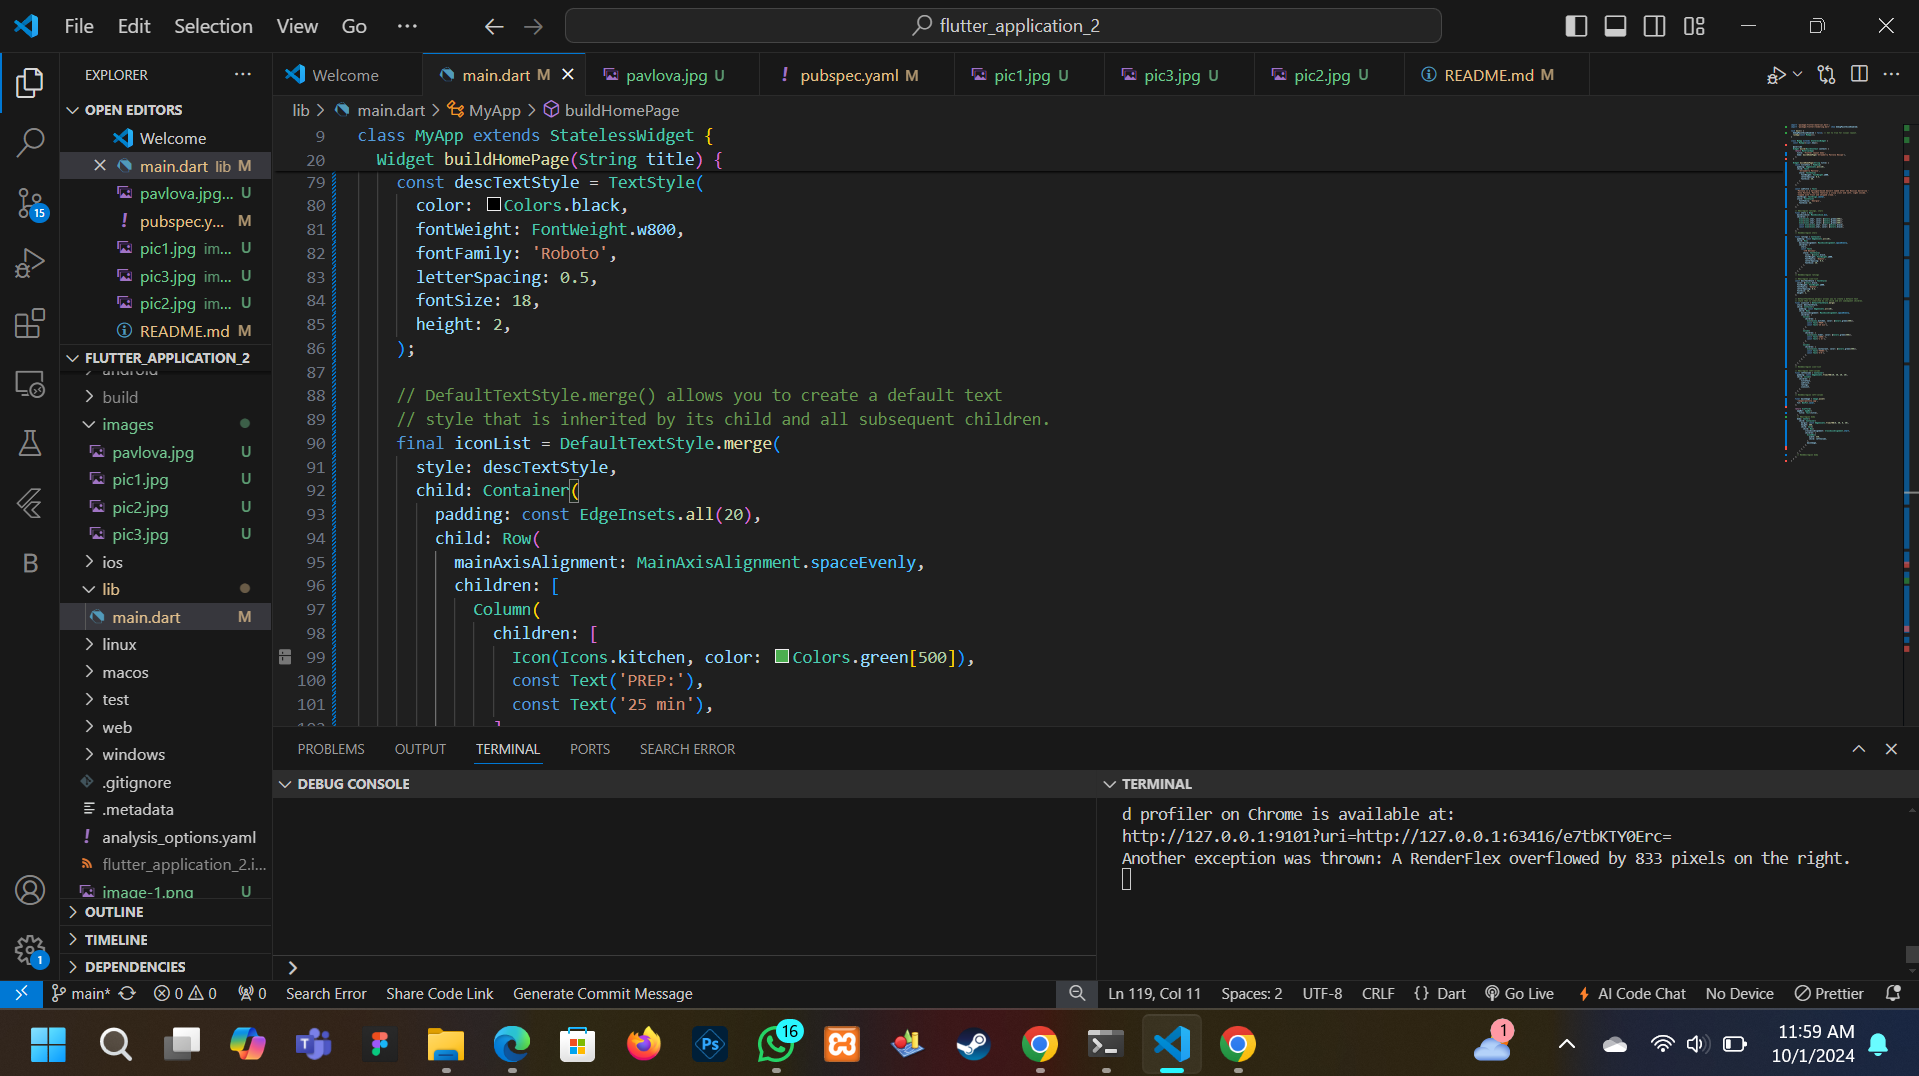 File Edit Selection View Go ··· flutter_application_2
EXPLORER ···
OPEN EDITORS
Welcome
main.dart lib M
pavlova.jpg... U
pubspec.y... M
pic1.jpg im... U
pic3.jpg im... U
pic2.jpg im... U
README.md M
FLUTTER_APPLICATION_2
android
build
images
pavlova.jpg U
pic1.jpg U
pic2.jpg U
pic3.jpg U
ios
lib
main.dart M
linux
macos
test
web
windows
.gitignore
.metadata
analysis_options.yaml
flutter_application_2.i...
image-1.png U
OUTLINE
TIMELINE
DEPENDENCIES
15
B
1
Welcome main.dart M pavlova.jpg U pubspec.yaml M pic1.jpg U pic3.jpg U pic2.jpg U README.md M
lib > main.dart > MyApp > buildHomePage
9 class MyApp extends StatelessWidget {
20 Widget buildHomePage(String title) {
79 const descTextStyle = TextStyle(
80 color: Colors.black,
81 fontWeight: FontWeight.w800,
82 fontFamily: 'Roboto',
83 letterSpacing: 0.5,
84 fontSize: 18,
85 height: 2,
86 );
87
88 // DefaultTextStyle.merge() allows you to create a default text
89 // style that is inherited by its child and all subsequent children.
90 final iconList = DefaultTextStyle.merge(
91 style: descTextStyle,
92 child: Container(
93 padding: const EdgeInsets.all(20),
94 child: Row(
95 mainAxisAlignment: MainAxisAlignment.spaceEvenly,
96 children: [
97 Column(
98 children: [
99 Icon(Icons.kitchen, color: Colors.green[500]),
100 const Text('PREP:'),
101 const Text('25 min'),
PROBLEMS OUTPUT TERMINAL PORTS SEARCH ERROR
DEBUG CONSOLE
TERMINAL
d profiler on Chrome is available at:
http://127.0.0.1:9101?uri=http://127.0.0.1:63416/e7tbKTY0Erc=
Another exception was thrown: A RenderFlex overflowed by 833 pixels on the right.
main* 0 0 0 Search Error Share Code Link Generate Commit Message Ln 119, Col 11 Spaces: 2 UTF-8 CRLF {} Dart Go Live AI Code Chat No Device Prettier
Ps
16
1
11:59 AM
10/1/2024